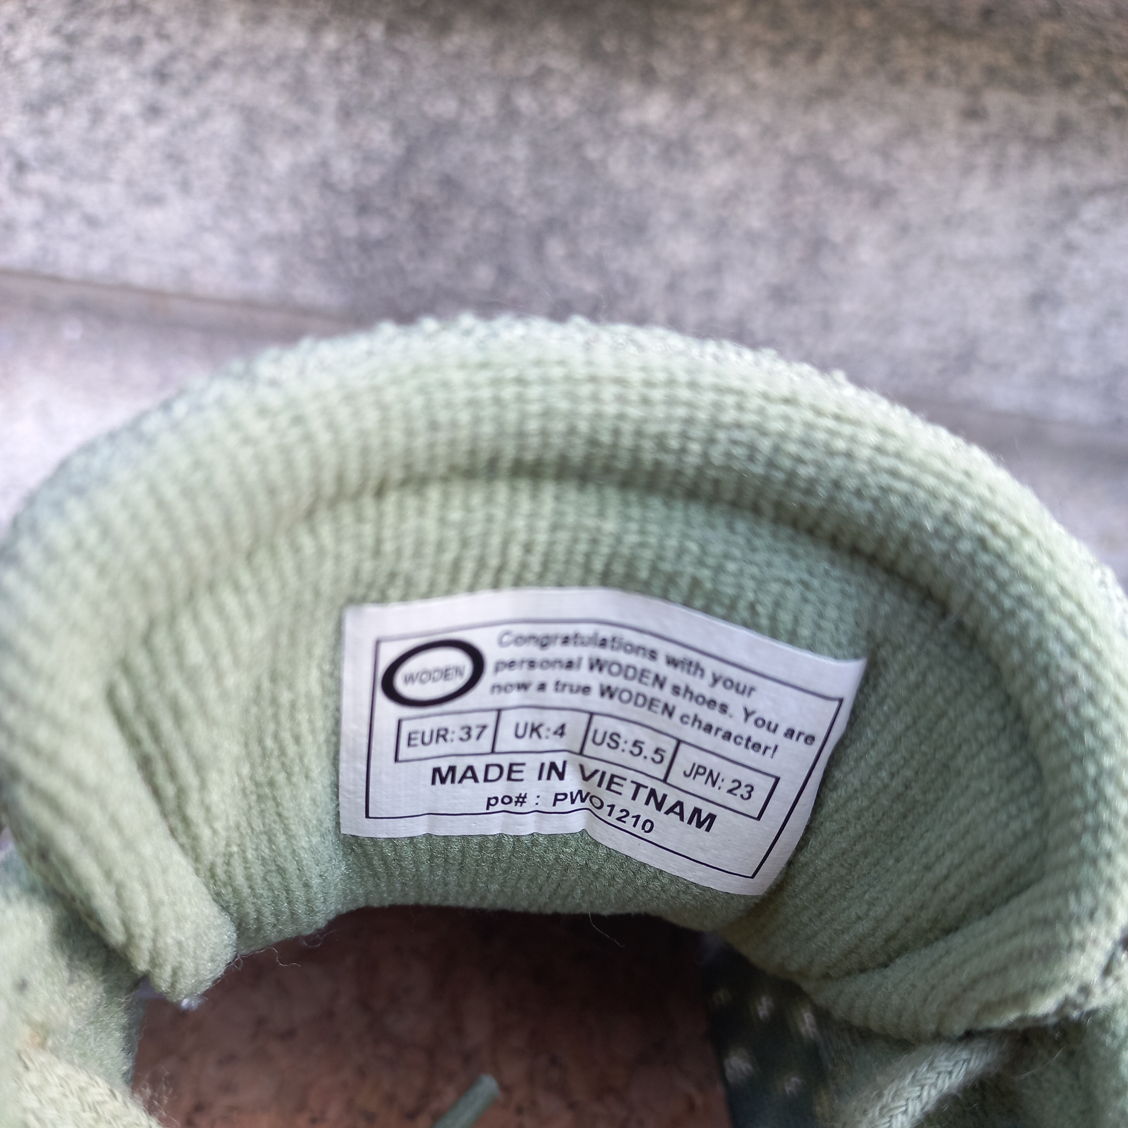 WODEN
Congratulations with your
personal WODEN shoes. You are
now a true WODEN character!
EUR:37 UK:4 US:5.5 JPN: 23
MADE IN VIETNAM
po# : PWO1210